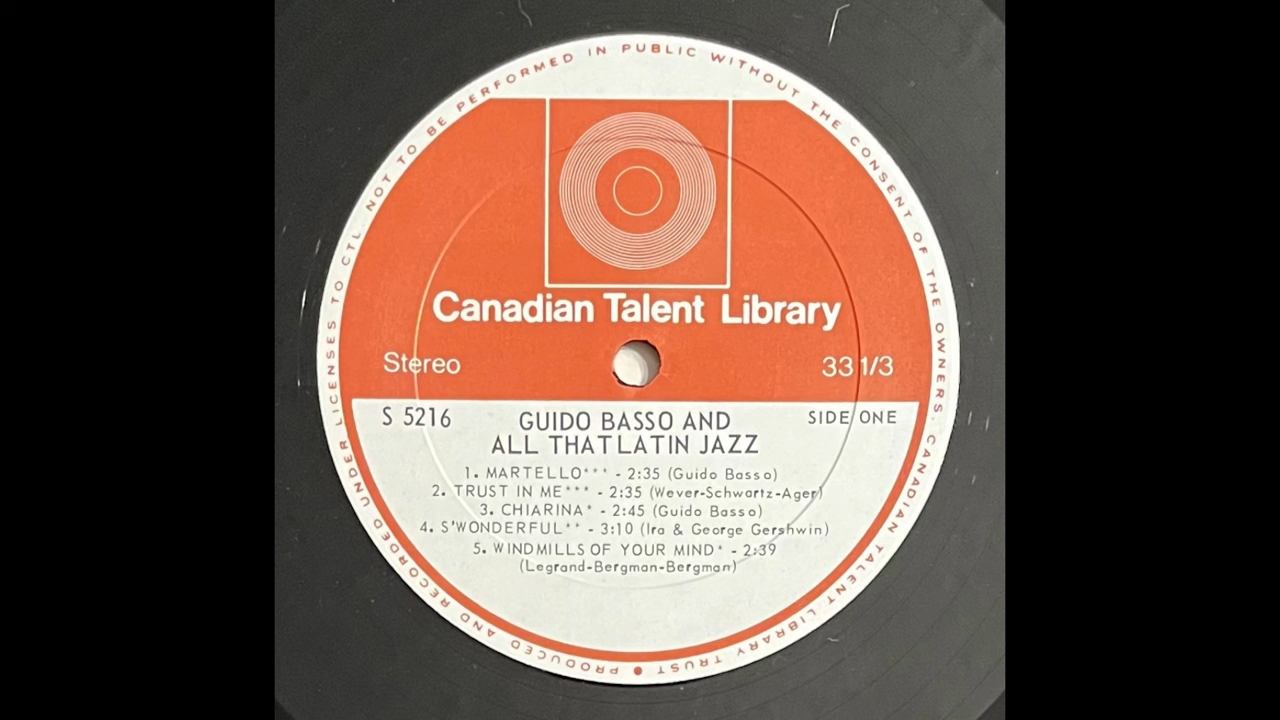 PRODUCED AND RECORDED UNDER LICENSES TO CTL. NOT TO BE PERFORMED IN PUBLIC WITHOUT THE CONSENT OF THE OWNERS. CANADIAN TALENT LIBRARY TRUST
Canadian Talent Library
Stereo 33 1/3
S 5216 GUIDO BASSO AND SIDE ONE
ALL THATLATIN JAZZ
1. MARTELLO*** - 2:35 (Guido Basso)
2. TRUST IN ME*** - 2:35 (Wever-Schwartz-Ager)
3. CHIARINA* - 2:45 (Guido Basso)
4. S'WONDERFUL** - 3:10 (Ira & George Gershwin)
5. WINDMILLS OF YOUR MIND* - 2:39
(Legrand-Bergman-Bergman)